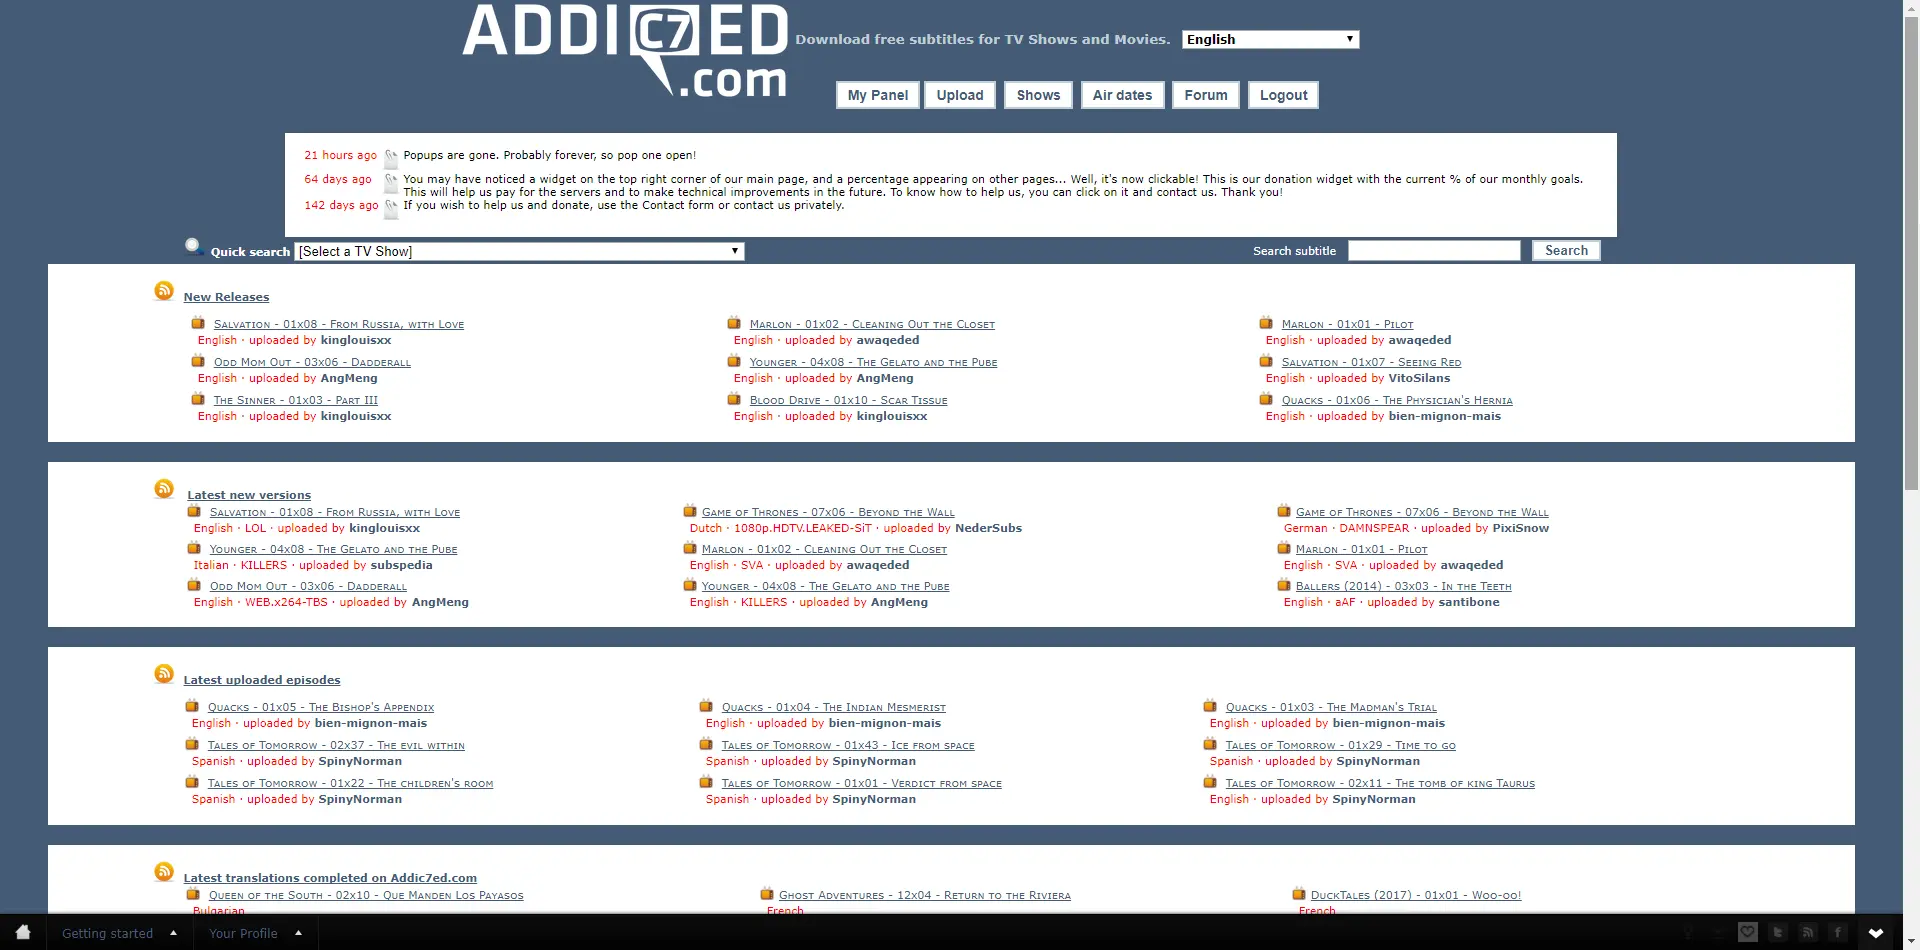 ADDIC7ED
.com
Download free subtitles for TV Shows and Movies. English
My Panel Upload Shows Air dates Forum Logout
21 hours ago Popups are gone. Probably forever, so pop one open!
64 days ago You may have noticed a widget on the top right corner of our main page, and a percentage appearing on other pages... Well, it's now clickable! This is our donation widget with the current % of our monthly goals.
This will help us pay for the servers and to make technical improvements in the future. To know how to help us, you can click on it and contact us. Thank you!
142 days ago If you wish to help us and donate, use the Contact form or contact us privately.
Quick search [Select a TV Show] Search subtitle Search
New Releases
Salvation - 01x08 - From Russia, with Love Marlon - 01x02 - Cleaning Out the Closet Marlon - 01x01 - Pilot
English · uploaded by kinglouisxx English · uploaded by awaqeded English · uploaded by awaqeded
Odd Mom Out - 03x06 - Dadderall Younger - 04x08 - The Gelato and the Pube Salvation - 01x07 - Seeing Red
English · uploaded by AngMeng English · uploaded by AngMeng English · uploaded by VitoSilans
The Sinner - 01x03 - Part III Blood Drive - 01x10 - Scar Tissue Quacks - 01x06 - The Physician's Hernia
English · uploaded by kinglouisxx English · uploaded by kinglouisxx English · uploaded by bien-mignon-mais
Latest new versions
Salvation - 01x08 - From Russia, with Love Game of Thrones - 07x06 - Beyond the Wall Game of Thrones - 07x06 - Beyond the Wall
English · LOL · uploaded by kinglouisxx Dutch · 1080p.HDTV.LEAKED-SiT · uploaded by NederSubs German · DAMNSPEAR · uploaded by PixiSnow
Younger - 04x08 - The Gelato and the Pube Marlon - 01x02 - Cleaning Out the Closet Marlon - 01x01 - Pilot
Italian · KILLERS · uploaded by subspedia English · SVA · uploaded by awaqeded English · SVA · uploaded by awaqeded
Odd Mom Out - 03x06 - Dadderall Younger - 04x08 - The Gelato and the Pube Ballers (2014) - 03x03 - In the Teeth
English · WEB.x264-TBS · uploaded by AngMeng English · KILLERS · uploaded by AngMeng English · aAF · uploaded by santibone
Latest uploaded episodes
Quacks - 01x05 - The Bishop's Appendix Quacks - 01x04 - The Indian Mesmerist Quacks - 01x03 - The Madman's Trial
English · uploaded by bien-mignon-mais English · uploaded by bien-mignon-mais English · uploaded by bien-mignon-mais
Tales of Tomorrow - 02x37 - The evil within Tales of Tomorrow - 01x43 - Ice from space Tales of Tomorrow - 01x29 - Time to go
Spanish · uploaded by SpinyNorman Spanish · uploaded by SpinyNorman Spanish · uploaded by SpinyNorman
Tales of Tomorrow - 01x22 - The children's room Tales of Tomorrow - 01x01 - Verdict from space Tales of Tomorrow - 02x11 - The tomb of king Taurus
Spanish · uploaded by SpinyNorman Spanish · uploaded by SpinyNorman English · uploaded by SpinyNorman
Latest translations completed on Addic7ed.com
Queen of the South - 02x10 - Que Manden Los Payasos Ghost Adventures - 12x04 - Return to the Riviera DuckTales (2017) - 01x01 - Woo-oo!
Bulgarian French French
Getting started Your Profile